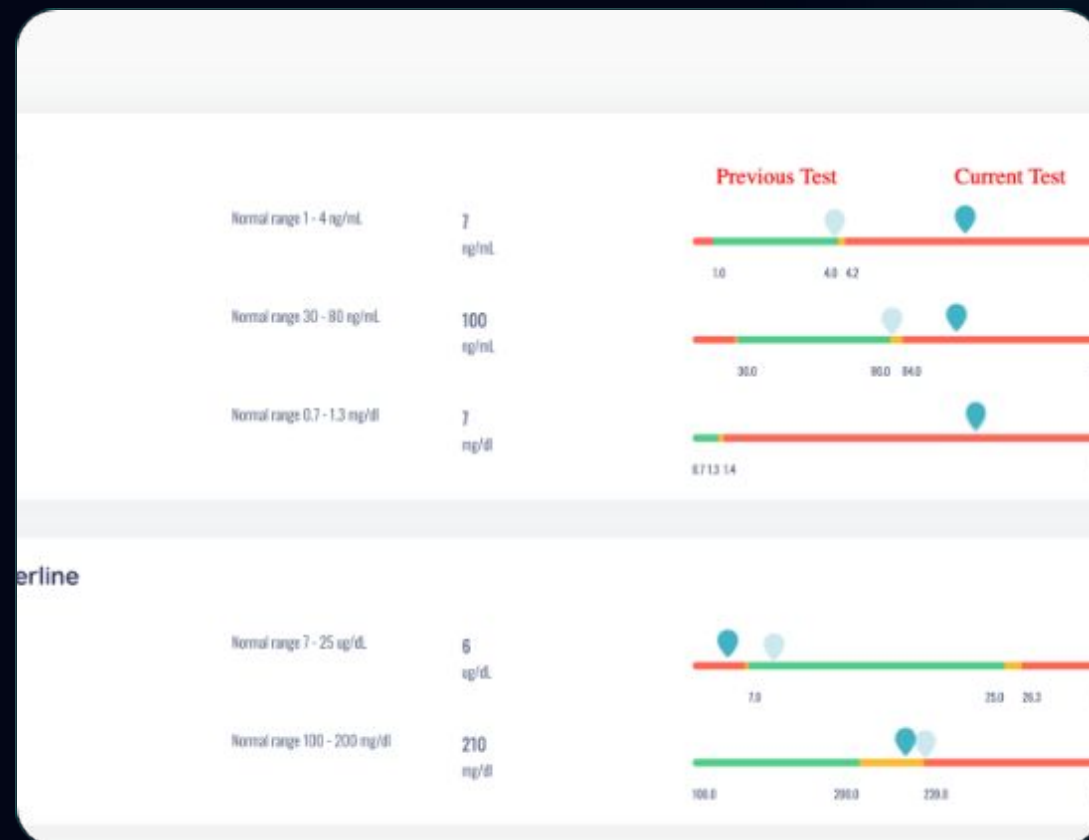 Previous Test Current Test
Normal range 1 - 4 ng/mL 7
ng/mL
1.0 4.0 4.2
Normal range 30 - 80 ng/mL 100
ng/mL
30.0 80.0 84.0
Normal range 0.7 - 1.3 mg/dl 7
mg/dl
0.7 1.3 1.4
erline
Normal range 7 - 25 ug/dL 6
ug/dL
7.0 25.0 26.3
Normal range 100 - 200 mg/dl 210
mg/dl
100.0 200.0